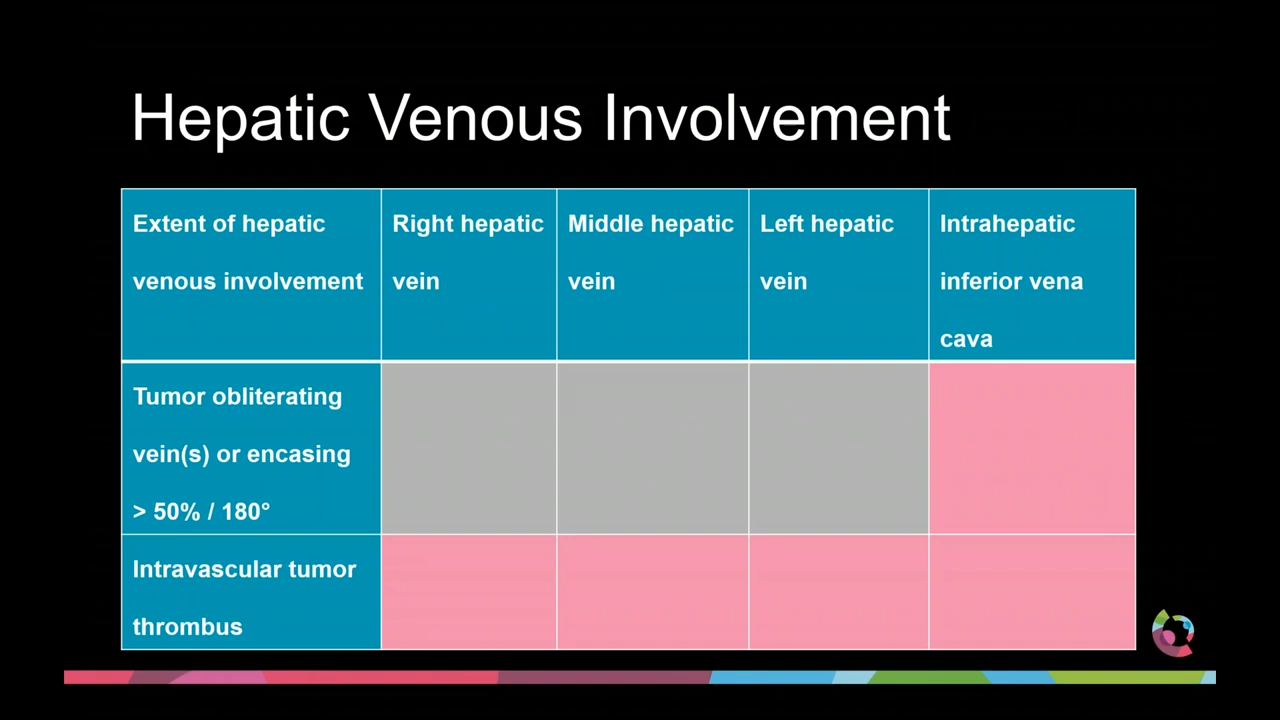 Hepatic Venous Involvement
Extent of hepatic
venous involvement
Right hepatic
vein
Middle hepatic
vein
Left hepatic
vein
Intrahepatic
inferior vena
cava
Tumor obliterating
vein(s) or encasing
> 50% / 180°
Intravascular tumor
thrombus